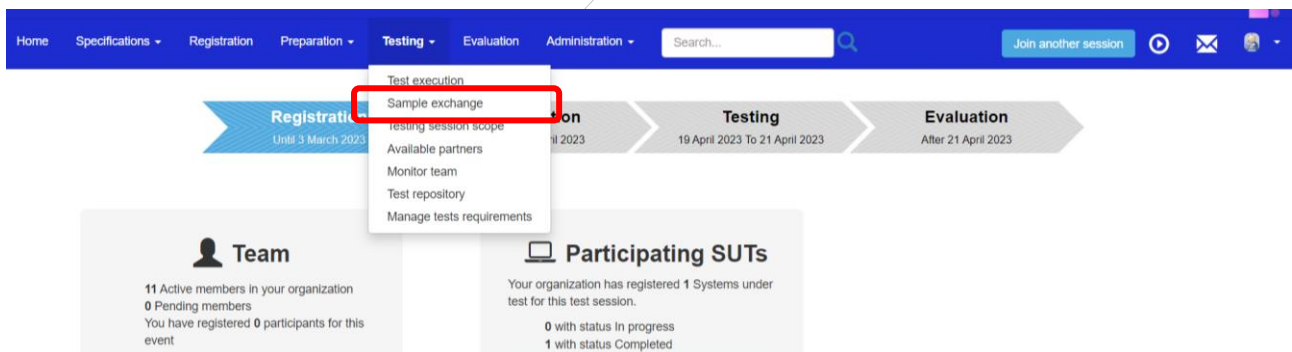 Home Specifications Registration Preparation Testing Evaluation Administration Search... Join another session
Test execution
Sample exchange
Testing session scope
Available partners
Monitor team
Test repository
Manage tests requirements
Registratio
Until 3 March 2023
tion
il 2023
Testing
19 April 2023 To 21 April 2023
Evaluation
After 21 April 2023
Team
11 Active members in your organization
0 Pending members
You have registered 0 participants for this
event
Participating SUTs
Your organization has registered 1 Systems under
test for this test session.
0 with status In progress
1 with status Completed